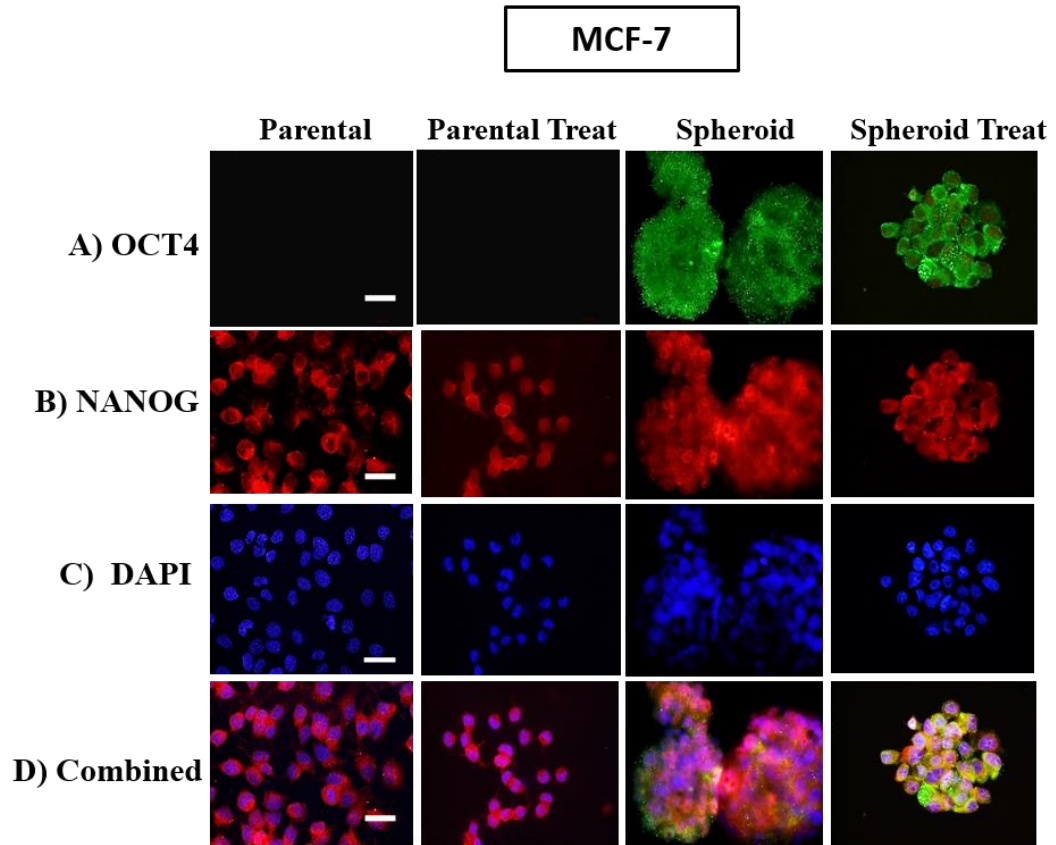 MCF-7
Parental Parental Treat Spheroid Spheroid Treat
A) OCT4
B) NANOG
C) DAPI
D) Combined